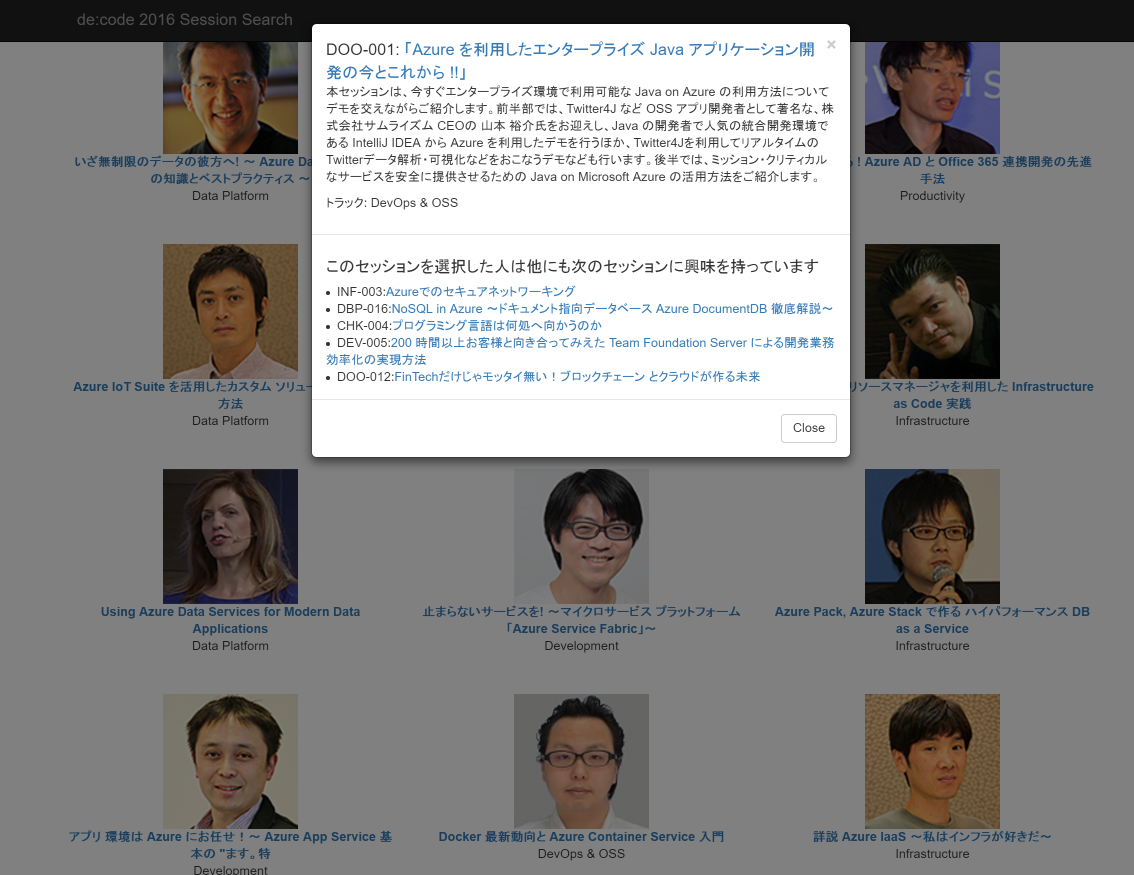 de:code 2016 Session Search
×
DOO-001: 「Azure を利用したエンタープライズ Java アプリケーション開
発の今とこれから !!」
本セッションは、今すぐエンタープライズ環境で利用可能な Java on Azure の利用方法について
デモを交えながらご紹介します。前半部では、Twitter4J など OSS アプリ開発者として著名な、株
式会社サムライズム CEOの 山本 裕介氏をお迎えし、Java の開発者で人気の統合開発環境で
ある IntelliJ IDEA から Azure を利用したデモを行うほか、Twitter4Jを利用してリアルタイムの
Twitterデータ解析・可視化などをおこなうデモなども行います。後半では、ミッション・クリティカル
なサービスを安全に提供させるための Java on Microsoft Azure の活用方法をご紹介します。
トラック: DevOps & OSS
このセッションを選択した人は他にも次のセッションに興味を持っています
INF-003:Azureでのセキュアネットワーキング
DBP-016:NoSQL in Azure ～ドキュメント指向データベース Azure DocumentDB 徹底解説～
CHK-004:プログラミング言語は何処へ向かうのか
DEV-005:200 時間以上お客様と向き合ってみえた Team Foundation Server による開発業務
効率化の実現方法
DOO-012:FinTechだけじゃモッタイ無い！ブロックチェーン とクラウドが作る未来
Close
いざ無制限のデータの彼方へ! ～ Azure Da
の知識とベストプラクティス ～
Data Platform
! Azure AD と Office 365 連携開発の先進
手法
Productivity
Azure IoT Suite を活用したカスタム ソリュー
方法
Data Platform
リソースマネージャを利用した Infrastructure
as Code 実践
Infrastructure
Using Azure Data Services for Modern Data
Applications
Data Platform
止まらないサービスを! ～マイクロサービス プラットフォーム
「Azure Service Fabric」～
Development
Azure Pack, Azure Stack で作る ハイパフォーマンス DB
as a Service
Infrastructure
アプリ 環境は Azure にお任せ！～ Azure App Service 基
本の "ます。特
Development
Docker 最新動向と Azure Container Service 入門
DevOps & OSS
詳説 Azure IaaS ～私はインフラが好きだ～
Infrastructure